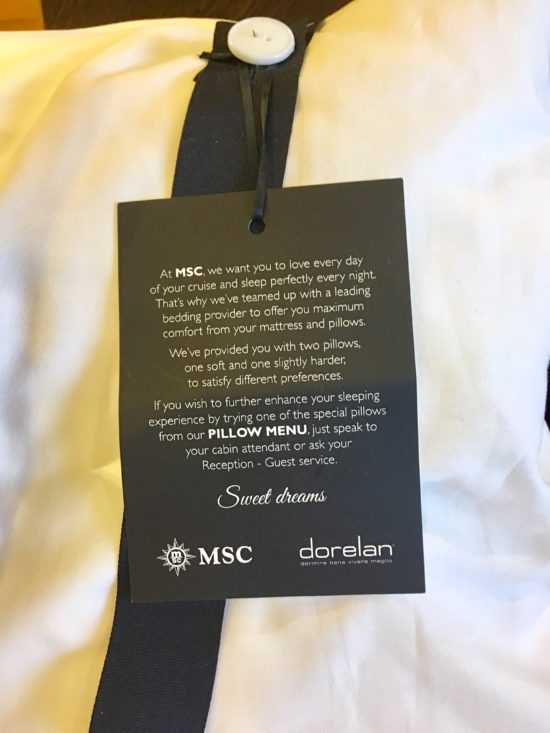 At MSC, we want you to love every day
of your cruise and sleep perfectly every night.
That's why we've teamed up with a leading
bedding provider to offer you maximum
comfort from your mattress and pillows.
We've provided you with two pillows,
one soft and one slightly harder,
to satisfy different preferences.
If you wish to further enhance your sleeping
experience by trying one of the special pillows
from our PILLOW MENU, just speak to
your cabin attendant or ask your
Reception - Guest service.
Sweet dreams
msc MSC
dorelan®
dormire bene vivere meglio